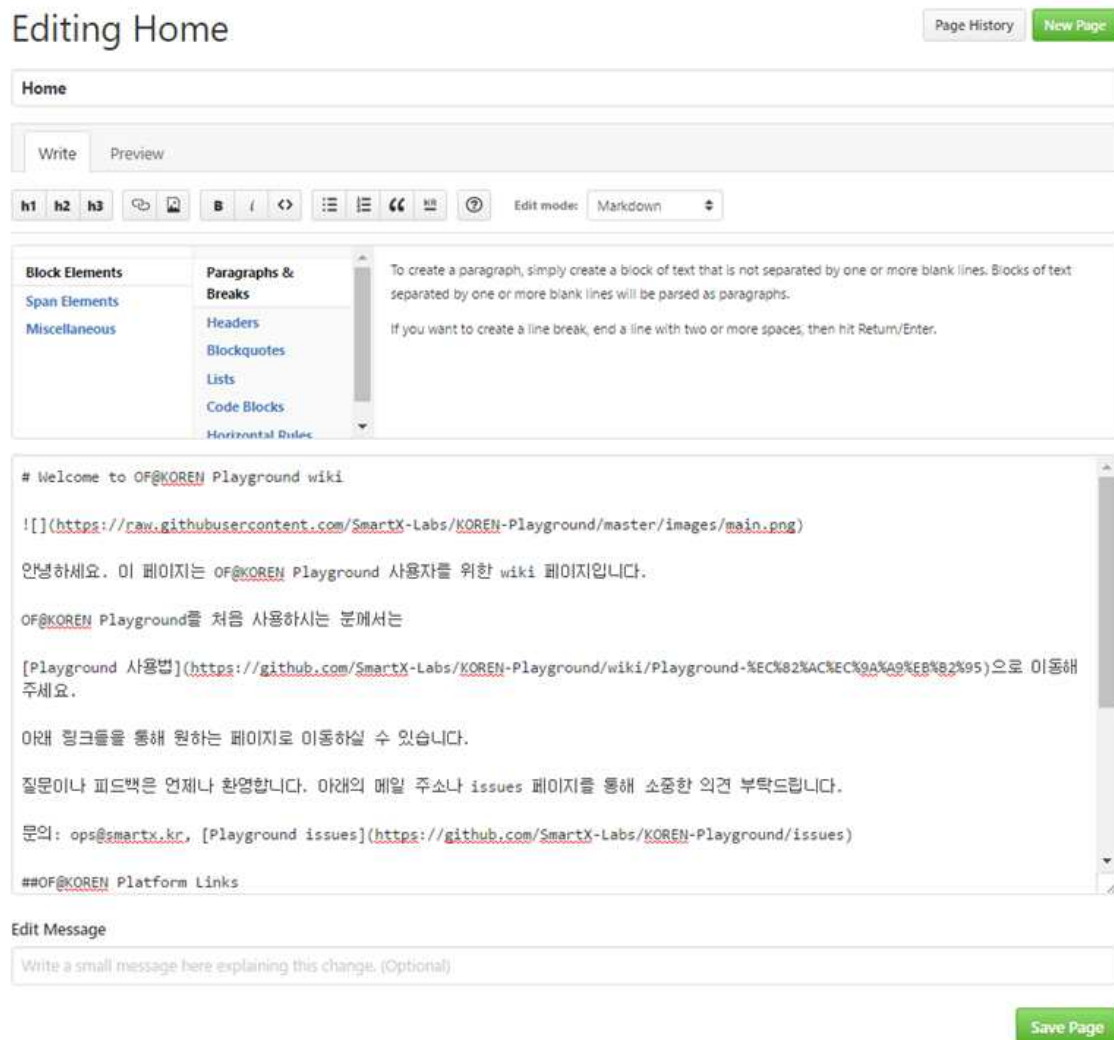 Editing Home
Page History
New Page
Home
Write
Preview
h1 h2 h3
B i <>
Edit mode: Markdown
Block Elements
Span Elements
Miscellaneous
Paragraphs &
Breaks
Headers
Blockquotes
Lists
Code Blocks
Horizontal Rules
To create a paragraph, simply create a block of text that is not separated by one or more blank lines. Blocks of text
separated by one or more blank lines will be parsed as paragraphs.
If you want to create a line break, end a line with two or more spaces, then hit Return/Enter.
# Welcome to OF@KOREN Playground wiki
![](https://raw.githubusercontent.com/SmartX-Labs/KOREN-Playground/master/images/main.png)
안녕하세요. 이 페이지는 OF@KOREN Playground 사용자를 위한 wiki 페이지입니다.
OF@KOREN Playground를 처음 사용하시는 분께서는
[Playground 사용법](https://github.com/SmartX-Labs/KOREN-Playground/wiki/Playground-%EC%82%AC%EC%9A%A9%EB%B2%95)으로 이동해
주세요.
아래 링크들을 통해 원하는 페이지로 이동하실 수 있습니다.
질문이나 피드백은 언제나 환영합니다. 아래의 메일 주소나 issues 페이지를 통해 소중한 의견 부탁드립니다.
문의: ops@smartx.kr, [Playground issues](https://github.com/SmartX-Labs/KOREN-Playground/issues)
##OF@KOREN Platform Links
Edit Message
Write a small message here explaining this change. (Optional)
Save Page